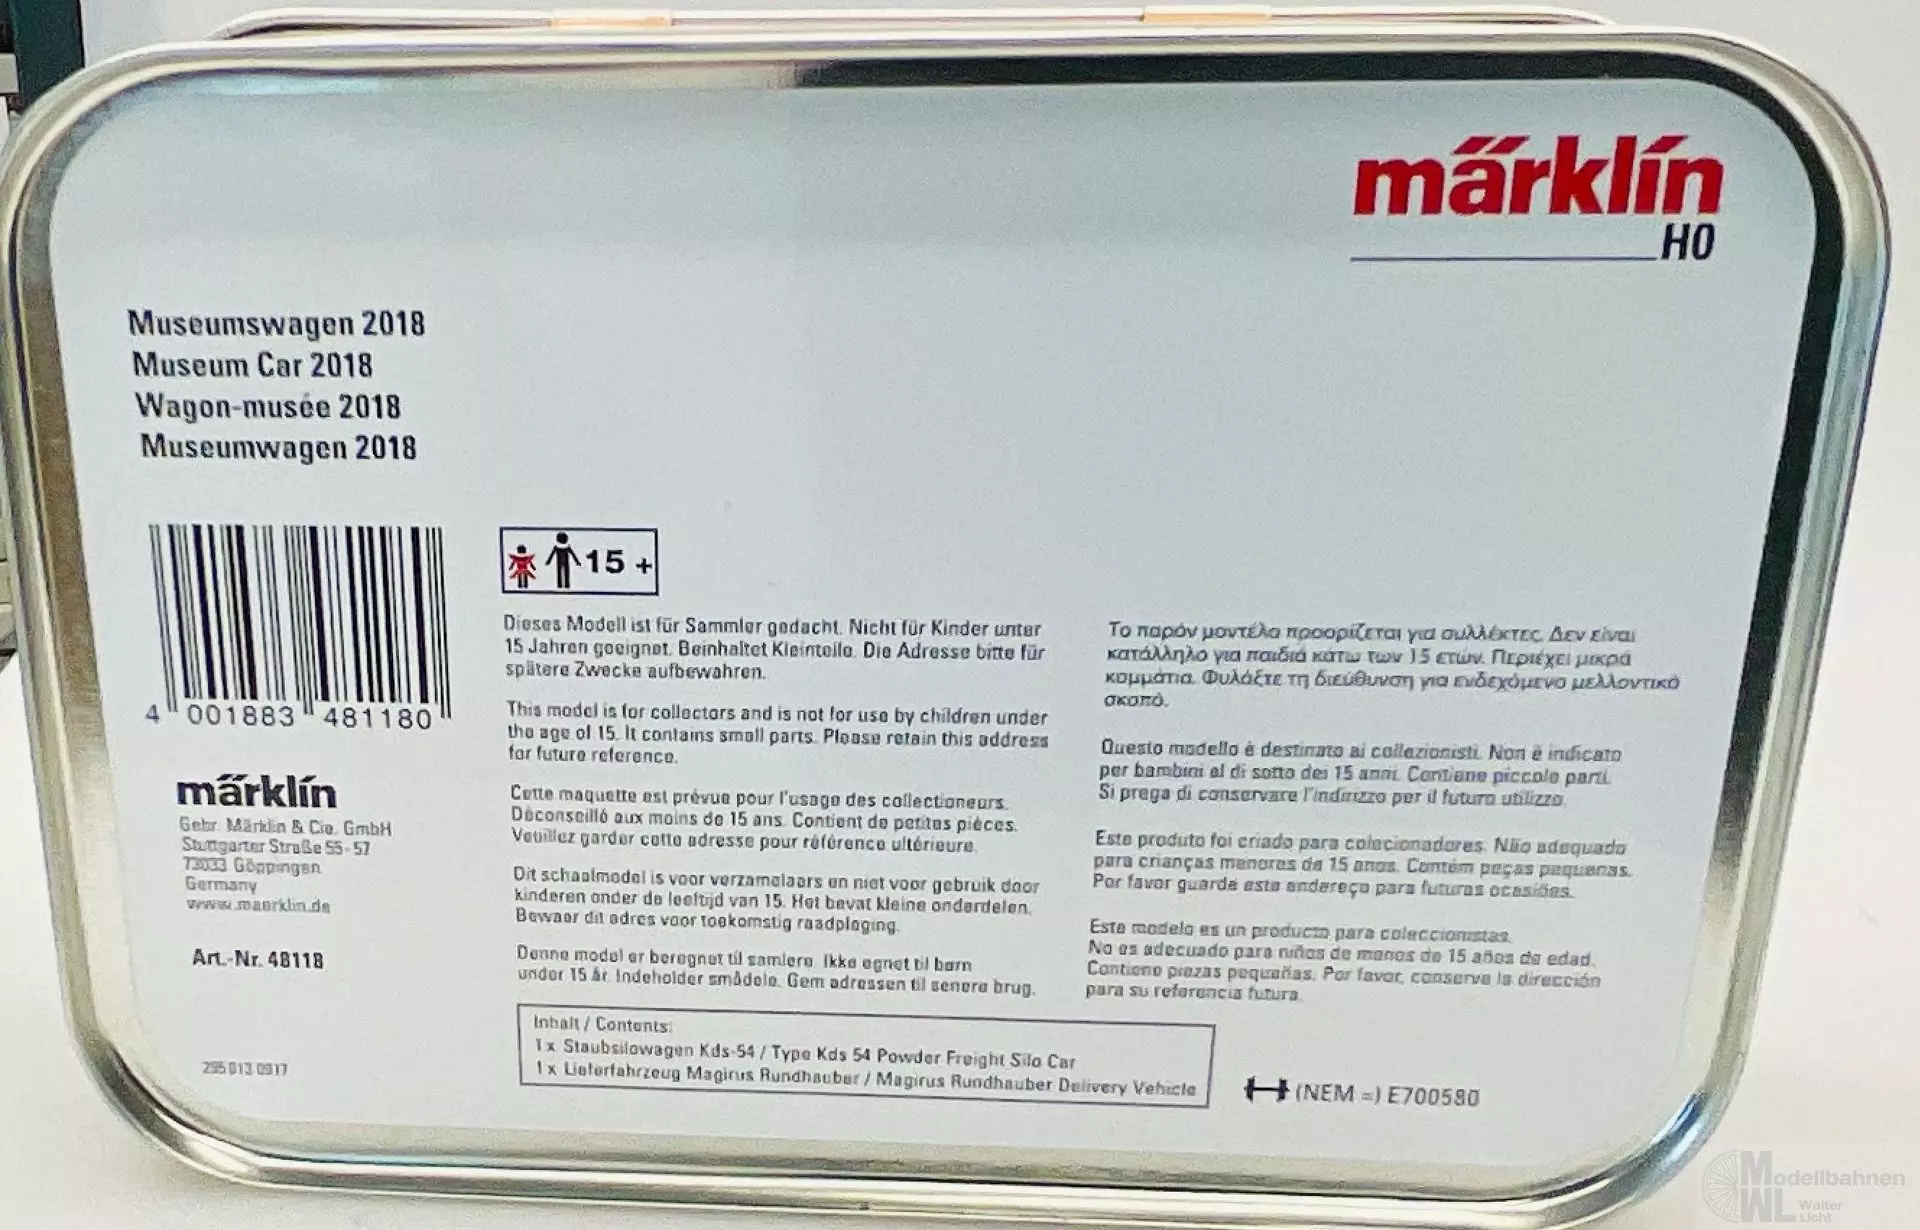 märklín
H0
Museumswagen 2018
Museum Car 2018
Wagon-musée 2018
Museumwagen 2018
15 +
4 001883 481180
märklín
Gebr. Märklin & Cie. GmbH
Stuttgarter Straße 55-57
73033 Göppingen
Germany
www.maerklin.de
Art.-Nr. 48118
295 013 0917
Dieses Modell ist für Sammler gedacht. Nicht für Kinder unter
15 Jahren geeignet. Beinhaltet Kleinteile. Die Adresse bitte für
spätere Zwecke aufbewahren.
This model is for collectors and is not for use by children under
the age of 15. It contains small parts. Please retain this address
for future reference.
Cette maquette est prévue pour l'usage des collectioneurs.
Déconseillé aux moins de 15 ans. Contient de petites pièces.
Veuillez garder cette adresse pour référence ultérieure.
Dit schaalmodel is voor verzamelaars en niet voor gebruik door
kinderen onder de leeftijd van 15. Het bevat kleine onderdelen.
Bewaar dit adres voor toekomstig raadpleging.
Denne model er beregnet til samlere. Ikke egnet til børn
under 15 år. Indeholder smådele. Gem adressen til senere brug.
Το παρόν μοντέλο προορίζεται για συλλέκτες. Δεν είναι
κατάλληλο για παιδιά κάτω των 15 ετών. Περιέχει μικρά
κομμάτια. Φυλάξτε τη διεύθυνση για ενδεχόμενο μελλοντικό
σκοπό.
Questo modello è destinato ai collezionisti. Non è indicato
per bambini al di sotto dei 15 anni. Contiene piccole parti.
Si prega di conservare l'indirizzo per il futuro utilizzo.
Este produto foi criado para colecionadores. Não adequado
para crianças menores de 15 anos. Contém peças pequenas.
Por favor guarde este endereço para futuras ocasiões.
Este modelo es un producto para coleccionistas.
No es adecuado para niños de menos de 15 años de edad.
Contiene piezas pequeñas. Por favor, conserve la dirección
para su referencia futura.
Inhalt / Contents:
1 x Staubsilowagen Kds-54 / Type Kds 54 Powder Freight Silo Car
1 x Lieferfahrzeug Magirus Rundhauber / Magirus Rundhauber Delivery Vehicle
(NEM =) E700580
Modellbahnen
WL Walter
Licht